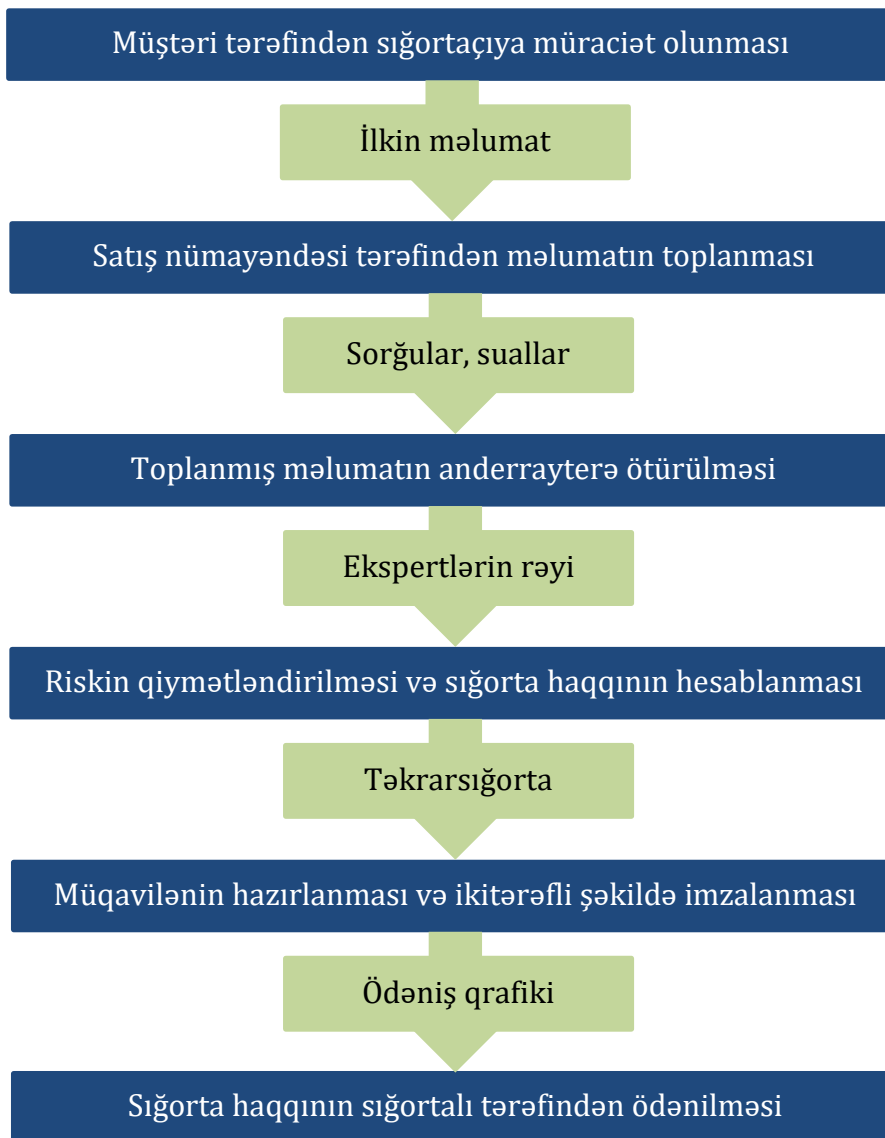 Müştəri tərəfindən sığortaçıya müraciət olunması
İlkin məlumat
Satış nümayəndəsi tərəfindən məlumatın toplanması
Sorğular, suallar
Toplanmış məlumatın anderrayterə ötürülməsi
Ekspertlərin rəyi
Riskin qiymətləndirilməsi və sığorta haqqının hesablanması
Təkrarsığorta
Müqavilənin hazırlanması və ikitərəfli şəkildə imzalanması
Ödəniş qrafiki
Sığorta haqqının sığortalı tərəfindən ödənilməsi